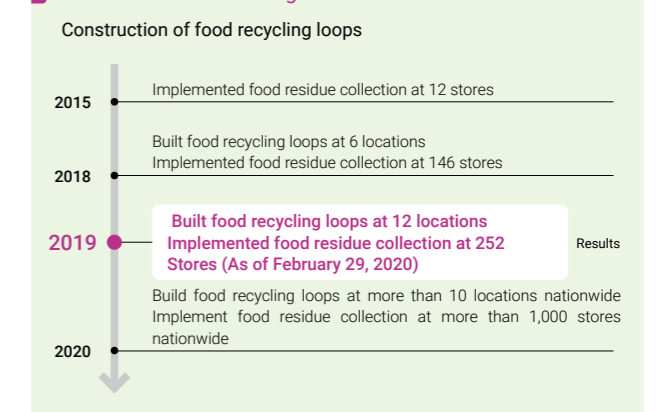 Construction of food recycling loops
Implemented food residue collection at 12 stores
2015
Built food recycling loops at 6 locations
Implemented food residue collection at 146 stores
2018
Built food recycling loops at 12 locations
2019
Implemented food residue collection at 252
Results
Stores (As of February 29, 2020)
Build food recycling loops at more than 10 locations nationwide
Implement food residue collection at more than 1,000 stores
nationwide
2020